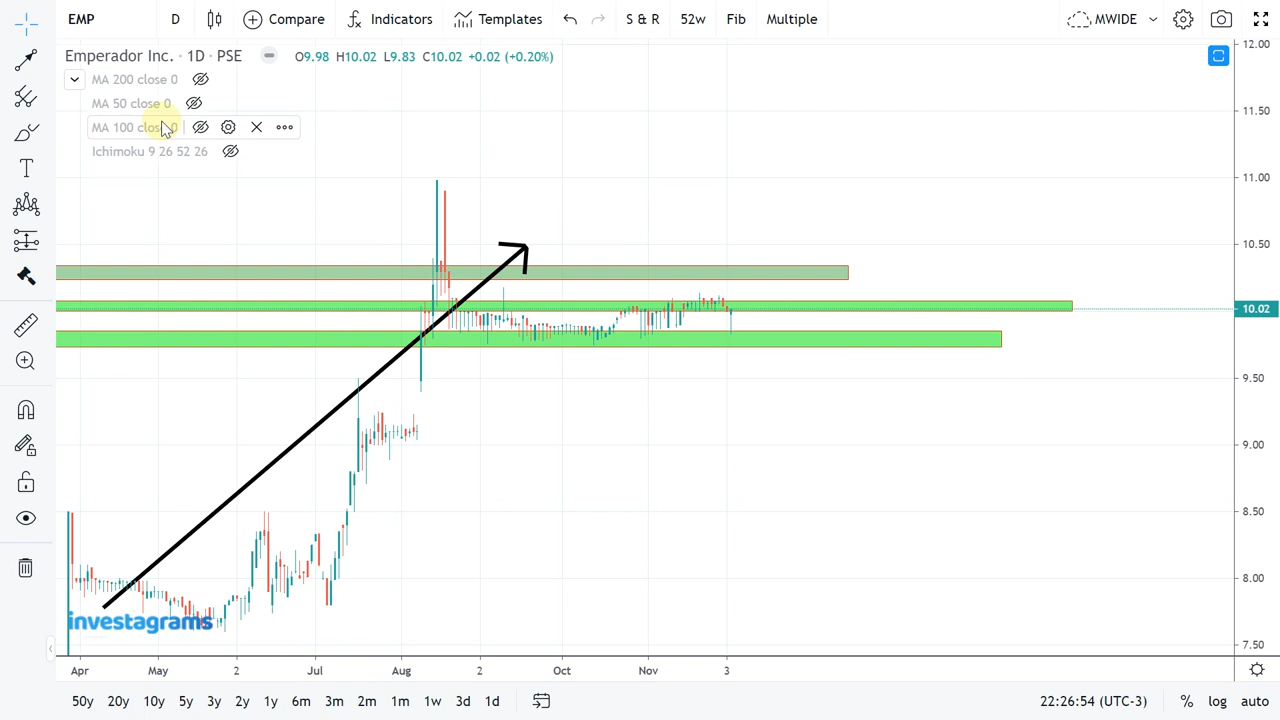 EMP D Compare Indicators Templates S & R 52w Fib Multiple MWIDE
Emperador Inc. · 1D · PSE O9.98 H10.02 L9.83 C10.02 +0.02 (+0.20%)
MA 200 close 0
MA 50 close 0
MA 100 close 0
Ichimoku 9 26 52 26
12.00
11.50
11.00
10.50
10.02
9.50
9.00
8.50
8.00
7.50
investagrams
Apr May 2 Jul Aug 2 Oct Nov 3
50y 20y 10y 5y 3y 2y 1y 6m 3m 2m 1m 1w 3d 1d 22:26:54 (UTC-3) % log auto